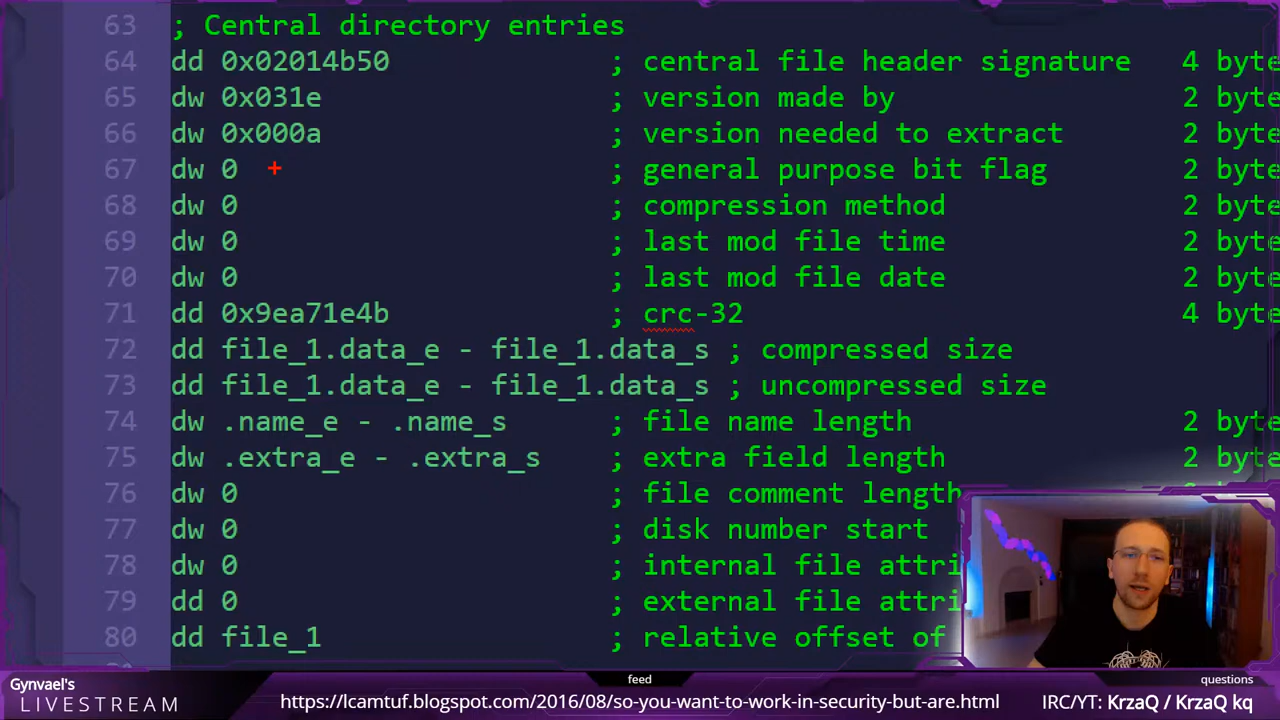 63 ; Central directory entries
64 dd 0x02014b50 ; central file header signature 4 byte
65 dw 0x031e ; version made by 2 byte
66 dw 0x000a ; version needed to extract 2 byte
67 dw 0 + ; general purpose bit flag 2 byte
68 dw 0 ; compression method 2 byte
69 dw 0 ; last mod file time 2 byte
70 dw 0 ; last mod file date 2 byte
71 dd 0x9ea71e4b ; crc-32 4 byte
72 dd file_1.data_e - file_1.data_s ; compressed size
73 dd file_1.data_e - file_1.data_s ; uncompressed size
74 dw .name_e - .name_s ; file name length 2 byte
75 dw .extra_e - .extra_s ; extra field length 2 byte
76 dw 0 ; file comment length
77 dw 0 ; disk number start
78 dw 0 ; internal file attri
79 dd 0 ; external file attri
80 dd file_1 ; relative offset of
Gynvael's
LIVESTREAM
feed
https://lcamtuf.blogspot.com/2016/08/so-you-want-to-work-in-security-but-are.html
questions
IRC/YT: KrzaQ / KrzaQ kq